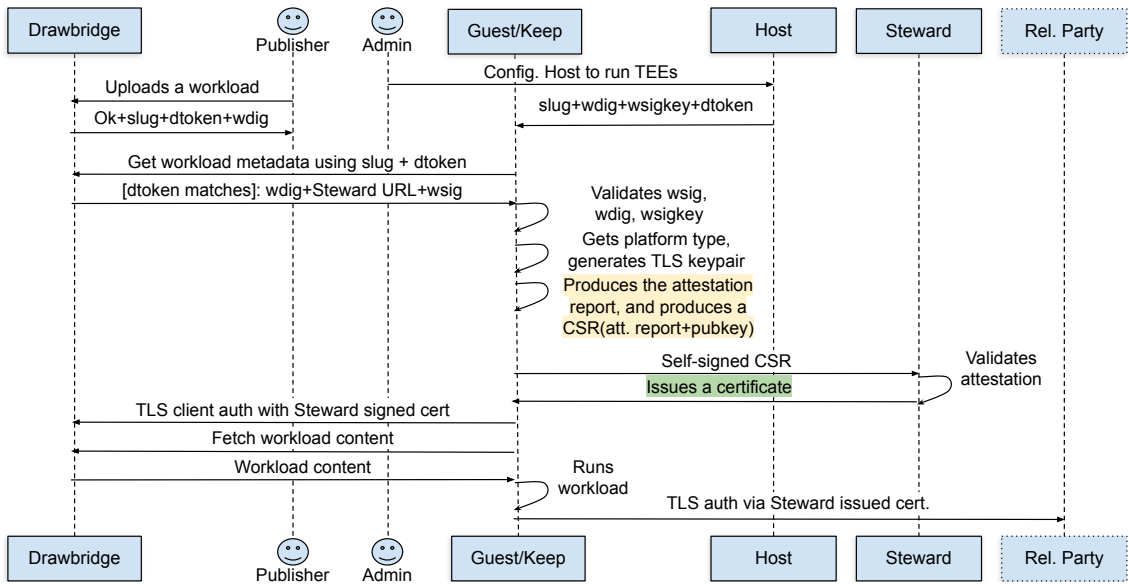 Drawbridge
Publisher
Admin
Guest/Keep
Host
Steward
Rel. Party
Config. Host to run TEEs
Uploads a workload
slug+wdig+wsigkey+dtoken
Ok+slug+dtoken+wdig
Get workload metadata using slug + dtoken
[dtoken matches]: wdig+Steward URL+wsig
Validates wsig,
wdig, wsigkey
Gets platform type,
generates TLS keypair
Produces the attestation
report, and produces a
CSR(att. report+pubkey)
Self-signed CSR
Validates
attestation
Issues a certificate
TLS client auth with Steward signed cert
Fetch workload content
Workload content
Runs
workload
TLS auth via Steward issued cert.
Drawbridge
Publisher
Admin
Guest/Keep
Host
Steward
Rel. Party